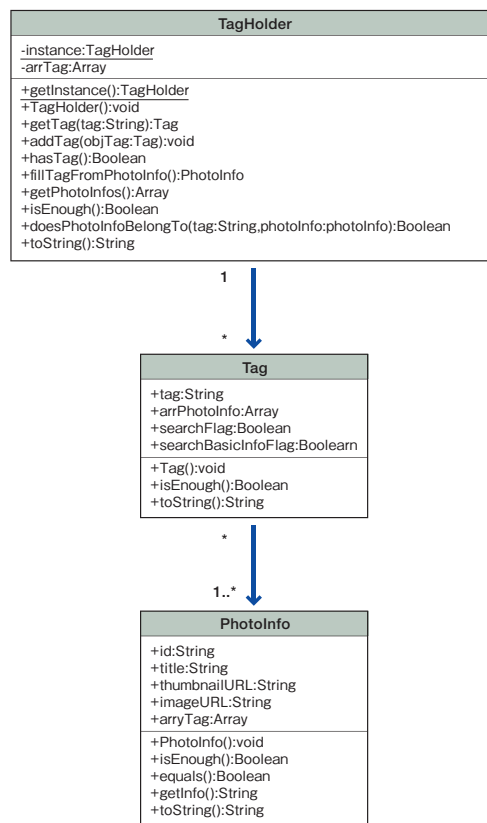 TagHolder
-instance:TagHolder
-arrTag:Array
+getInstance():TagHolder
+TagHolder():void
+getTag(tag:String):Tag
+addTag(objTag:Tag):void
+hasTag():Boolean
+fillTagFromPhotoInfo():PhotoInfo
+getPhotoInfos():Array
+isEnough():Boolean
+doesPhotoInfoBelongTo(tag:String,photoInfo:photoInfo):Boolean
+toString():String
1
*
Tag
+tag:String
+arrPhotoInfo:Array
+searchFlag:Boolean
+searchBasicInfoFlag:Boolearn
+Tag():void
+isEnough():Boolean
+toString():String
*
1..*
PhotoInfo
+id:String
+title:String
+thumbnailURL:String
+imageURL:String
+arryTag:Array
+PhotoInfo():void
+isEnough():Boolean
+equals():Boolean
+getInfo():String
+toString():String